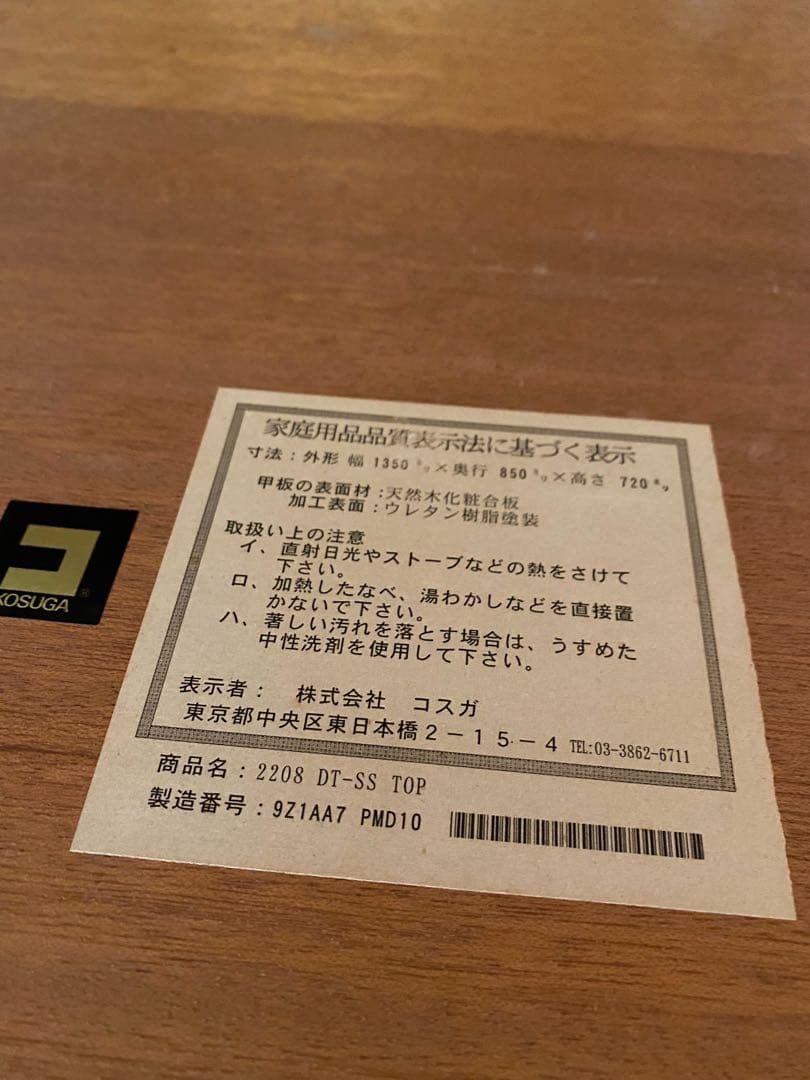 コ
KOSUGA®
家庭用品品質表示法に基づく表示
寸法：外形 幅 1350 ㍉×奥行 850 ㍉×高さ 720 ㍉
甲板の表面材：天然木化粧合板
加工表面：ウレタン樹脂塗装
取扱い上の注意
イ、直射日光やストーブなどの熱をさけて
下さい。
ロ、加熱したなべ、湯わかしなどを直接置
かないで下さい。
ハ、著しい汚れを落とす場合は、うすめた
中性洗剤を使用して下さい。
表示者： 株式会社 コスガ
東京都中央区東日本橋2－15－4 TEL:03-3862-6711
商品名：2208 DT-SS TOP
製造番号：9Z1AA7 PMD10